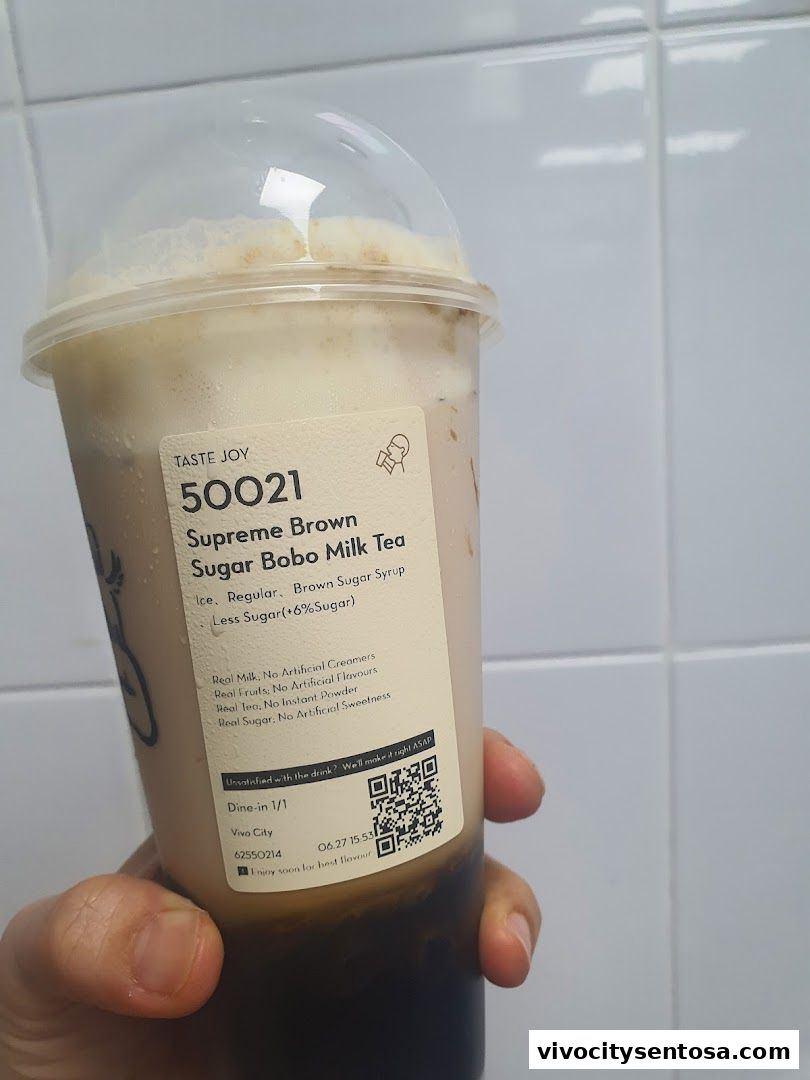 TASTE JOY
50021
Supreme Brown
Sugar Bobo Milk Tea
Ice、Regular、Brown Sugar Syrup
、Less Sugar(+6%Sugar)
Real Milk, No Artificial Creamers
Real Fruits, No Artificial Flavours
Real Tea, No Instant Powder
Real Sugar, No Artificial Sweetness
Unsatisfied with the drink? We'll make it right ASAP
Dine-in 1/1
Vivo City
62550214 06.27 15:53
Enjoy soon for best flavour
vivocitysentosa.com